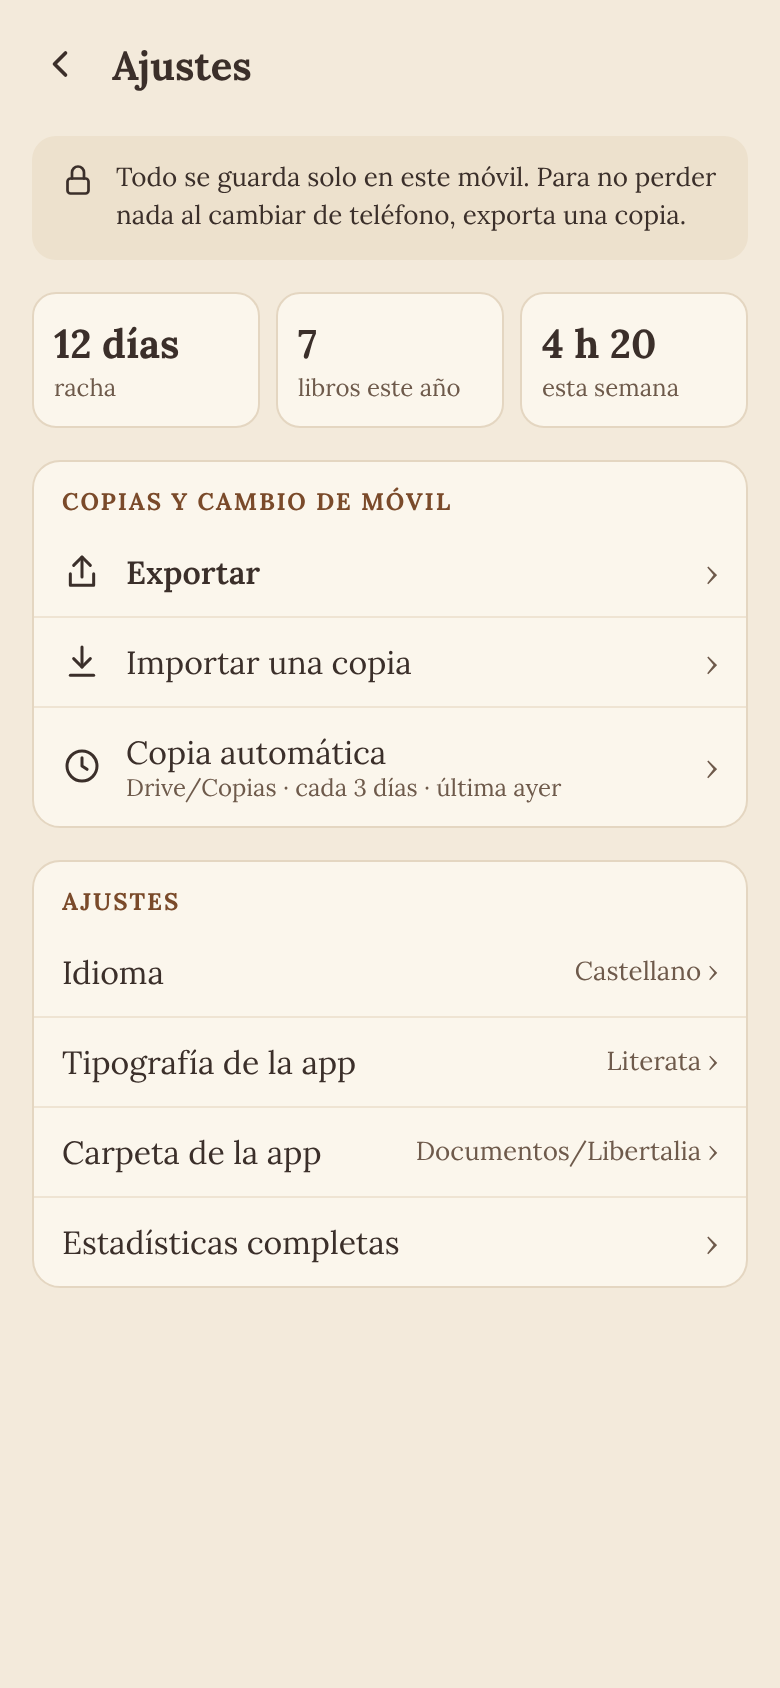 Ajustes
Todo se guarda solo en este móvil. Para no perder
nada al cambiar de teléfono, exporta una copia.
12 días
racha
7
libros este año
4 h 20
esta semana
COPIAS Y CAMBIO DE MÓVIL
Exportar
Importar una copia
Copia automática
Drive/Copias · cada 3 días · última ayer
AJUSTES
Idioma Castellano
Tipografía de la app Literata
Carpeta de la app Documentos/Libertalia
Estadísticas completas